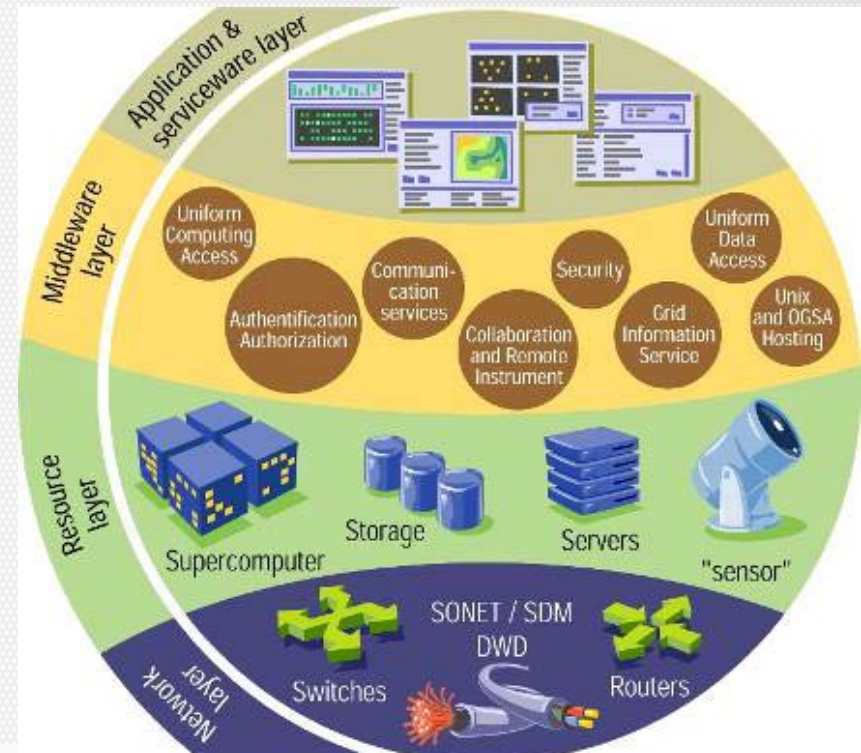 Application &
serviceware layer
Middleware
layer
Uniform
Computing
Access
Authentification
Authorization
Communi-
cation
services
Collaboration
and Remote
Instrument
Security
Grid
Information
Service
Uniform
Data
Access
Unix
and OGSA
Hosting
Resource
layer
Supercomputer
Storage
Servers
"sensor"
Network
layer
Switches
SONET / SDM
DWD
Routers